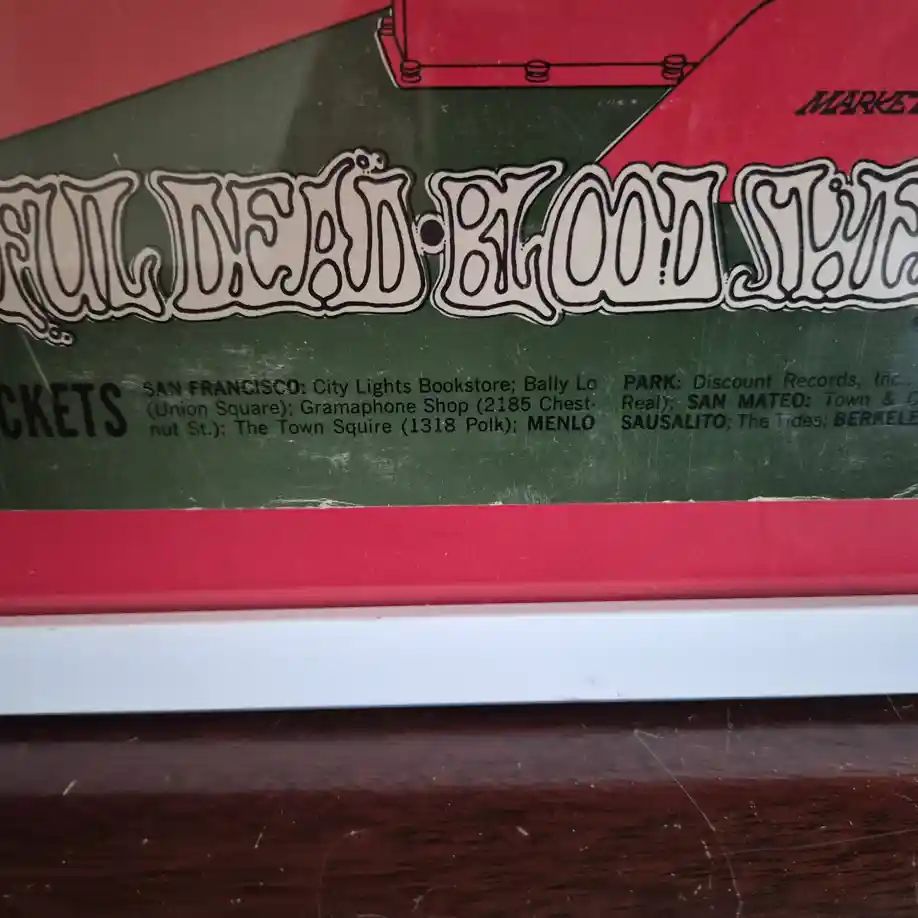 MARKET
FUL DEAD • BLOOD SWE
CKETS
SAN FRANCISCO: City Lights Bookstore; Bally Lo
(Union Square); Gramaphone Shop (2185 Chest-
nut St.); The Town Squire (1318 Polk); MENLO
PARK: Discount Records, Inc.
Real); SAN MATEO: Town &
SAUSALITO; The Tides; BERKELE